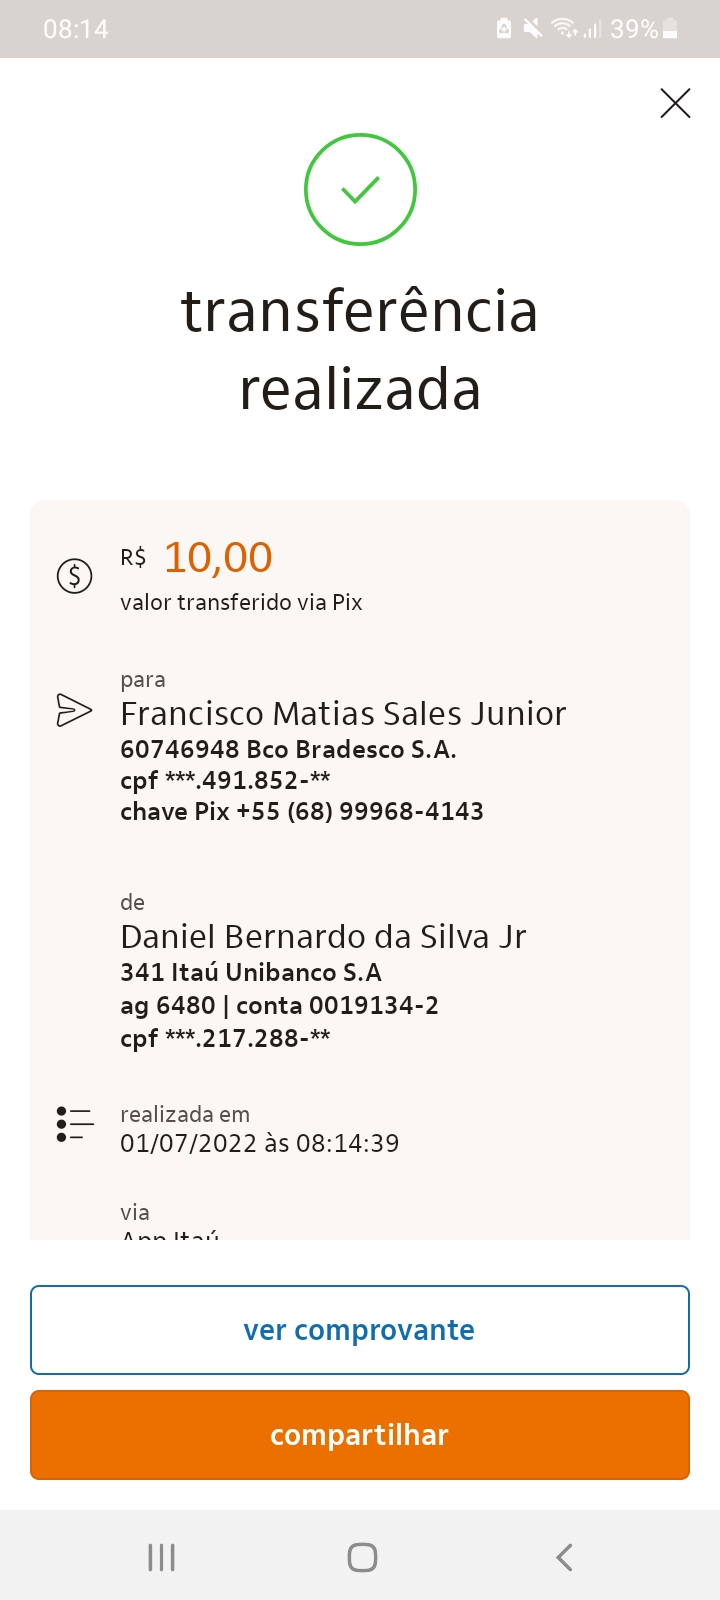 08:14
39%
transferência
realizada
R$ 10,00
valor transferido via Pix
para
Francisco Matias Sales Junior
60746948 Bco Bradesco S.A.
cpf ***.491.852-**
chave Pix +55 (68) 99968-4143
de
Daniel Bernardo da Silva Jr
341 Itaú Unibanco S.A
ag 6480 | conta 0019134-2
cpf ***.217.288-**
realizada em
01/07/2022 às 08:14:39
via
App Itaú
ver comprovante
compartilhar